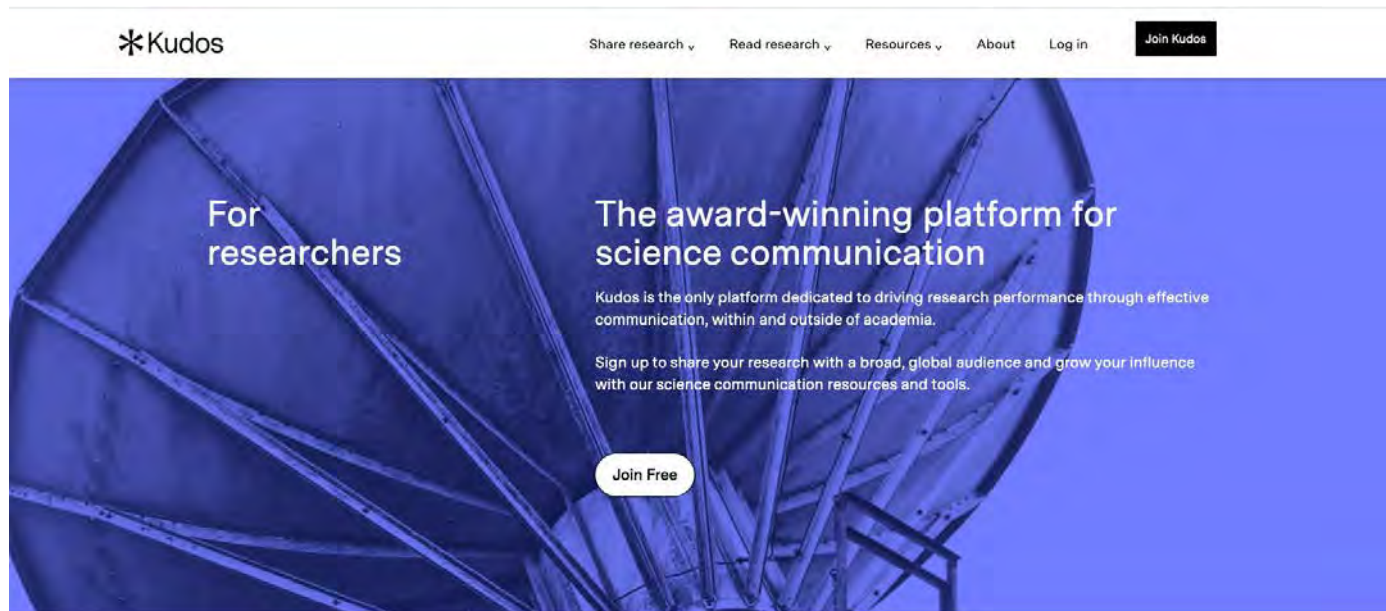 Kudos
Share research
Read research
Resources
About
Log in
Join Kudos
For
researchers
The award-winning platform for
science communication
Kudos is the only platform dedicated to driving research performance through effective
communication, within and outside of academia.
Sign up to share your research with a broad, global audience and grow your influence
with our science communication resources and tools.
Join Free